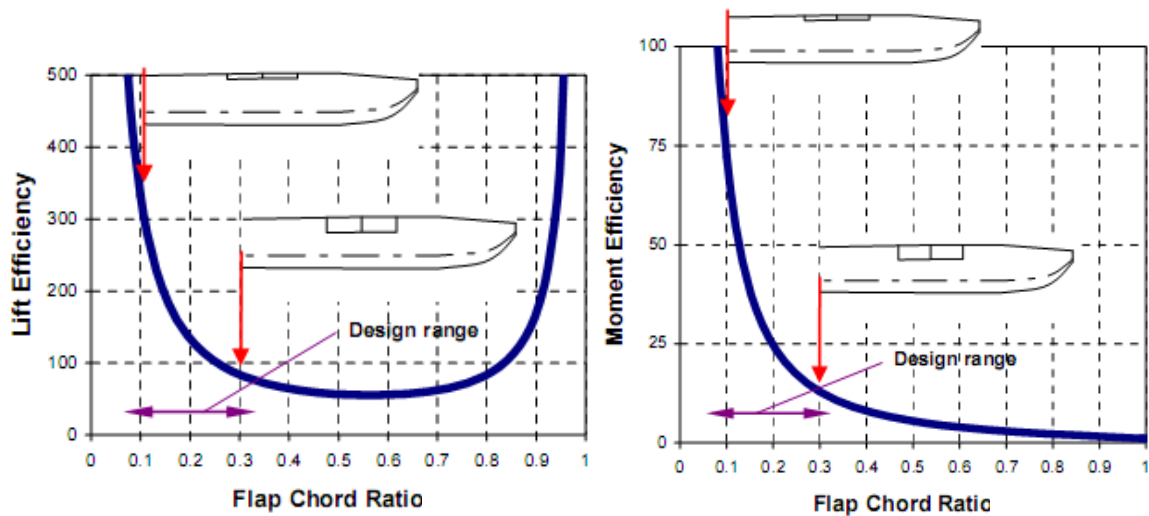 500
400
300
200
100
0
Lift Efficiency
Design range
0 0.1 0.2 0.3 0.4 0.5 0.6 0.7 0.8 0.9 1
Flap Chord Ratio
100
75
50
25
0
Moment Efficiency
Design range
0 0.1 0.2 0.3 0.4 0.5 0.6 0.7 0.8 0.9 1
Flap Chord Ratio